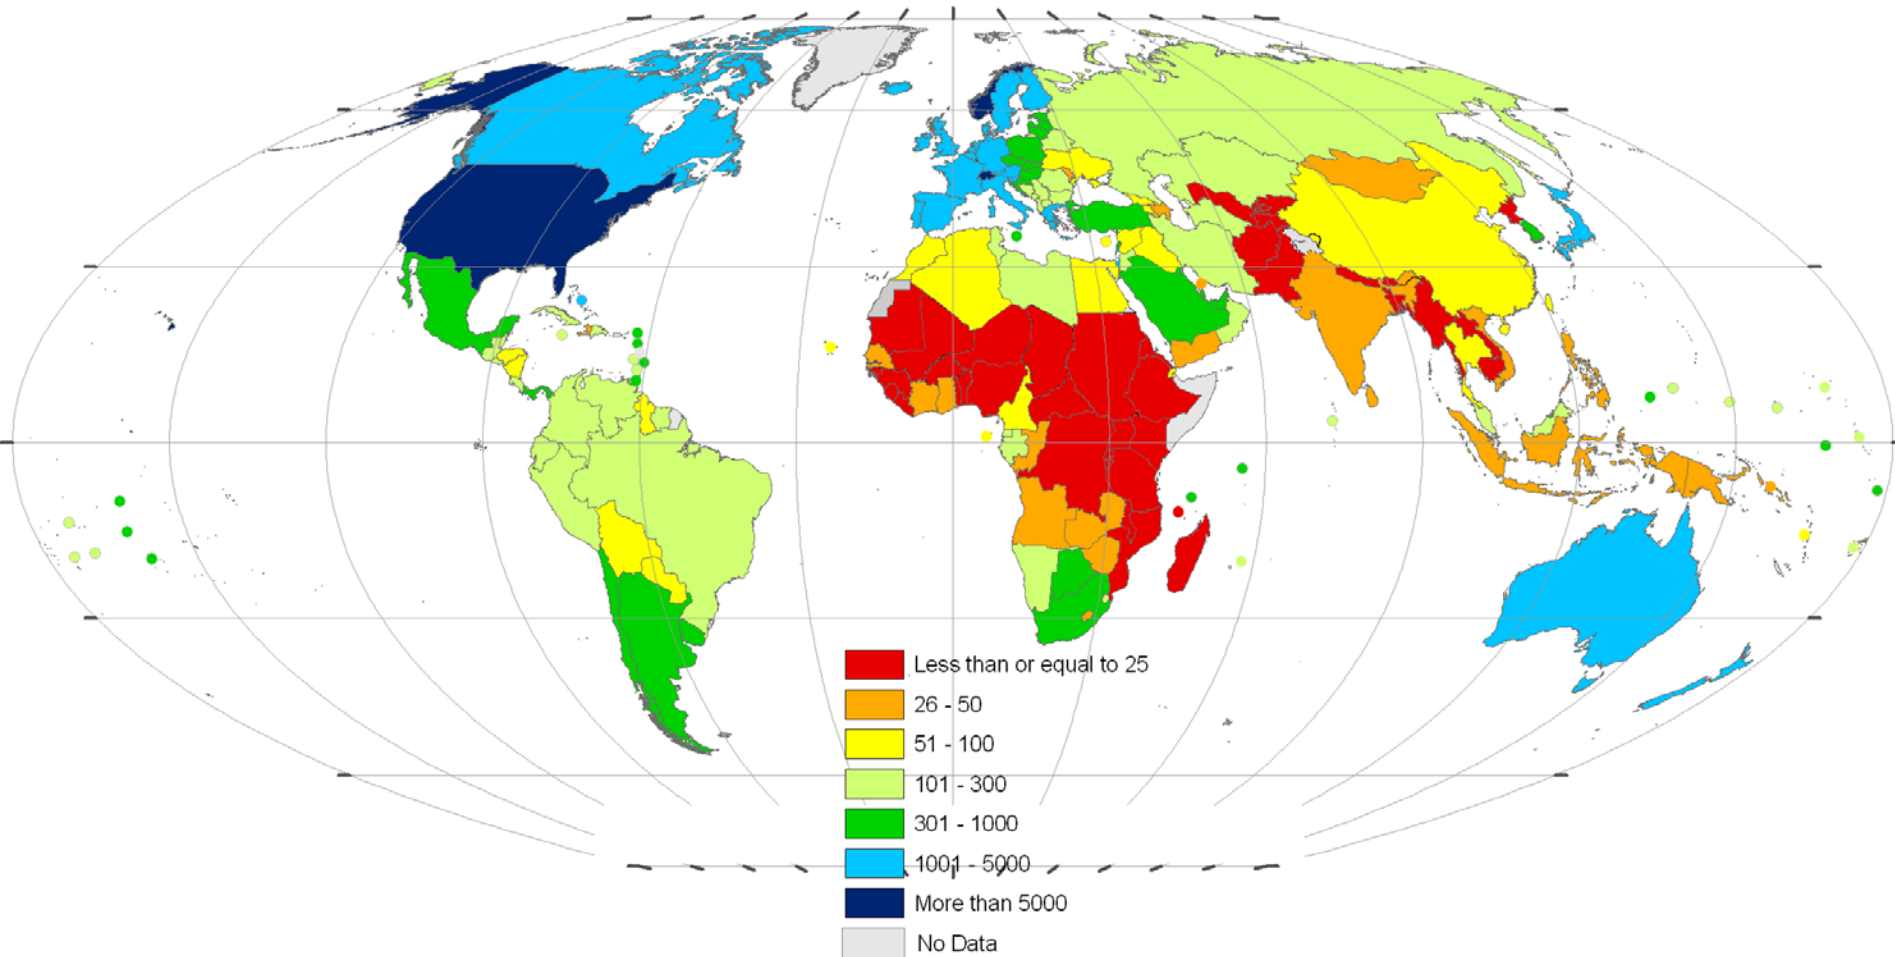 Less than or equal to 25
26 - 50
51 - 100
101 - 300
301 - 1000
1001 - 5000
More than 5000
No Data